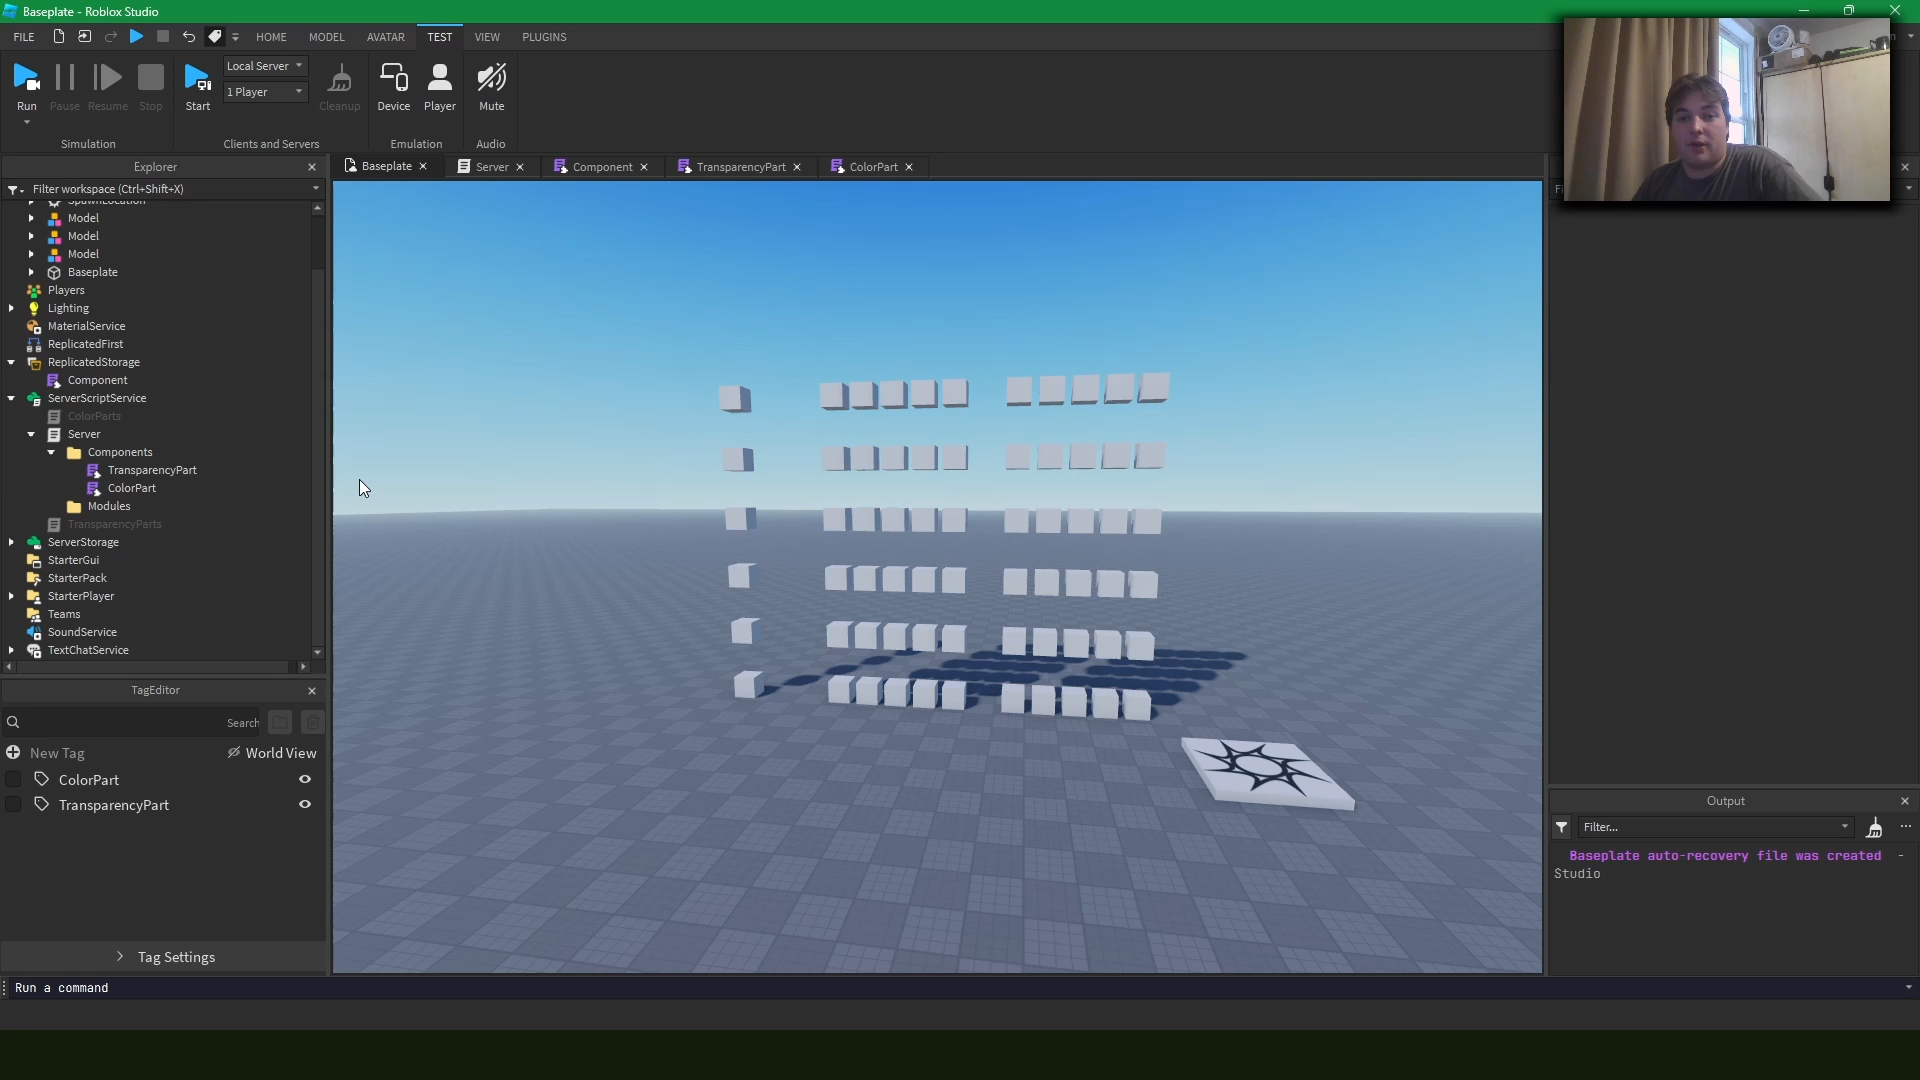 Baseplate - Roblox Studio
FILE
HOME
MODEL
AVATAR
TEST
VIEW
PLUGINS
Run
Pause
Resume
Stop
Start
Local Server
1 Player
Cleanup
Device
Player
Mute
Simulation
Clients and Servers
Emulation
Audio
Explorer
Baseplate
Server
Component
TransparencyPart
ColorPart
Filter workspace (Ctrl+Shift+X)
SpawnLocation
Model
Model
Model
Baseplate
Players
Lighting
MaterialService
ReplicatedFirst
ReplicatedStorage
Component
ServerScriptService
ColorParts
Server
Components
TransparencyPart
ColorPart
Modules
TransparencyParts
ServerStorage
StarterGui
StarterPack
StarterPlayer
Teams
SoundService
TextChatService
TagEditor
Search
New Tag
World View
ColorPart
TransparencyPart
Tag Settings
Output
Filter...
Baseplate auto-recovery file was created -
Studio
Run a command